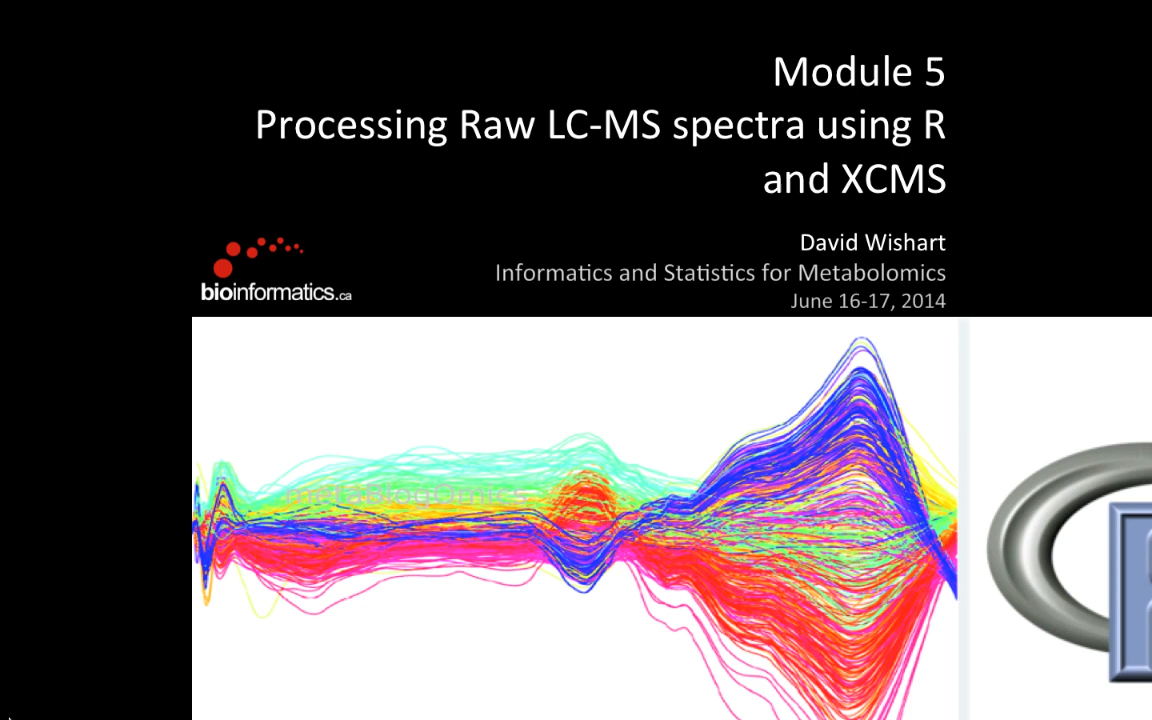 Module 5
Processing Raw LC-MS spectra using R
and XCMS
David Wishart
Informatics and Statistics for Metabolomics
June 16-17, 2014
bioinformatics.ca